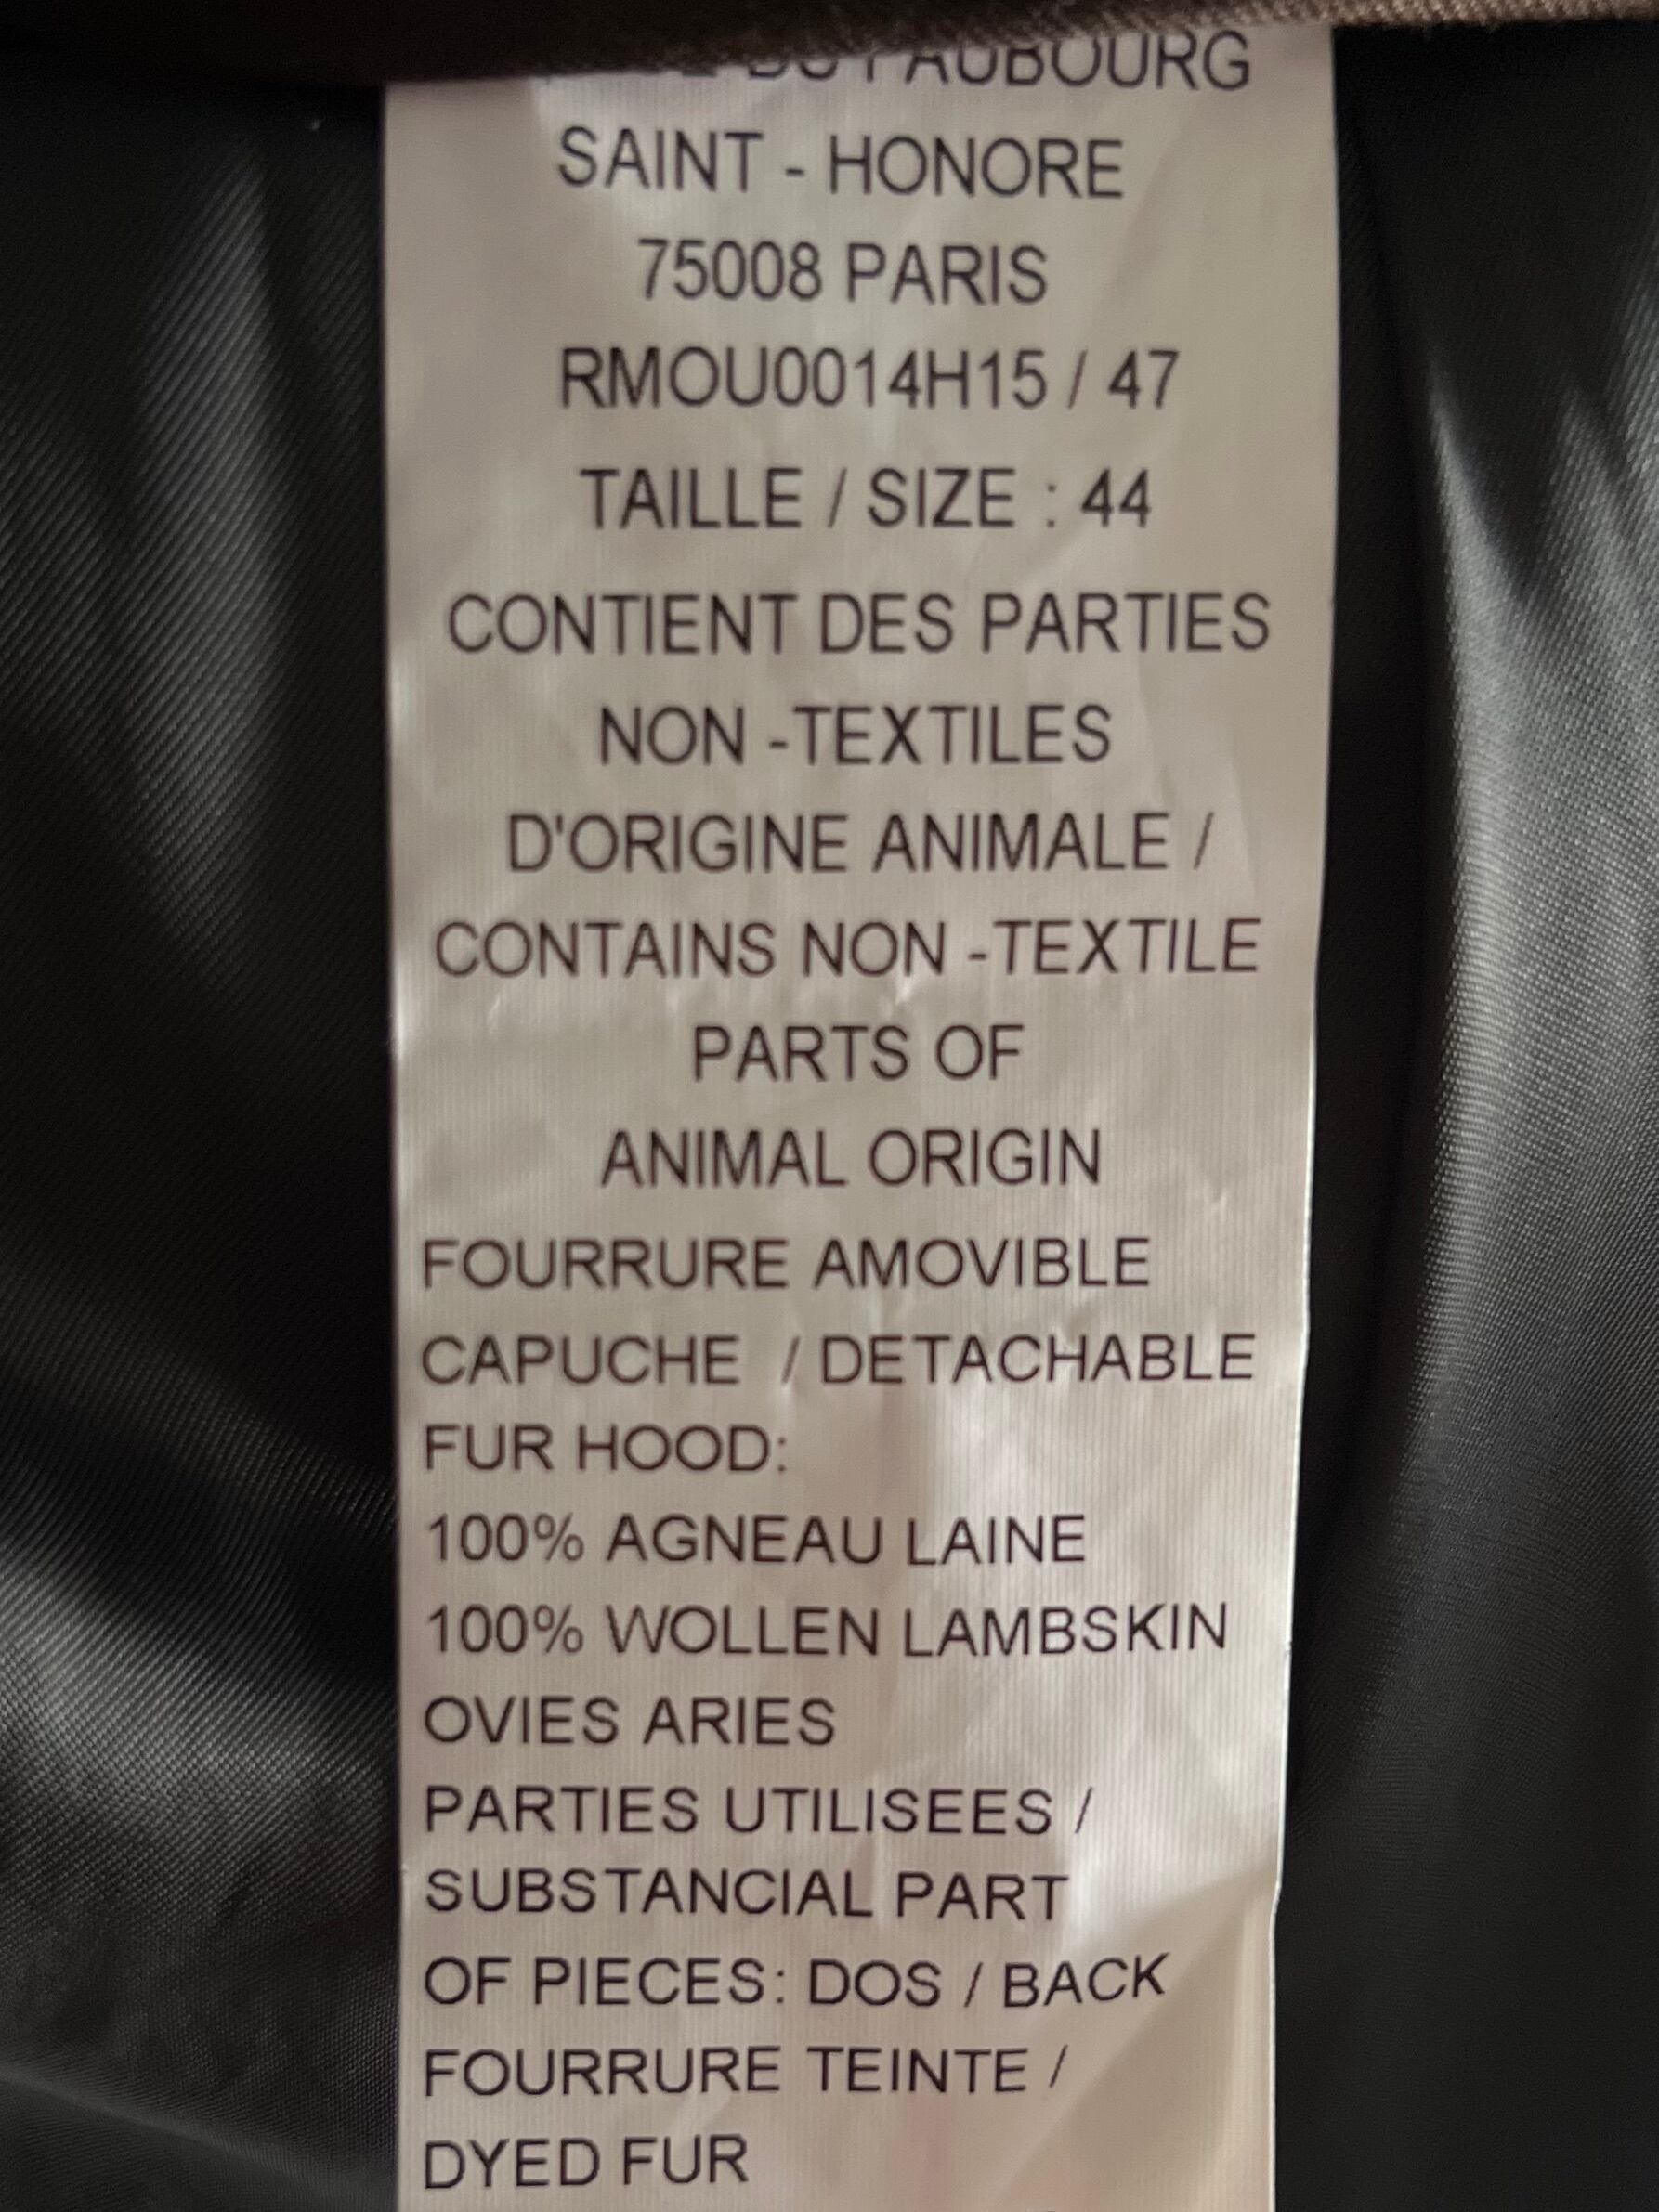 DU FAUBOURG
SAINT - HONORE
75008 PARIS
RMOU0014H15 / 47
TAILLE / SIZE : 44
CONTIENT DES PARTIES
NON -TEXTILES
D'ORIGINE ANIMALE /
CONTAINS NON -TEXTILE
PARTS OF
ANIMAL ORIGIN
FOURRURE AMOVIBLE
CAPUCHE / DETACHABLE
FUR HOOD:
100% AGNEAU LAINE
100% WOLLEN LAMBSKIN
OVIES ARIES
PARTIES UTILISEES /
SUBSTANCIAL PART
OF PIECES: DOS / BACK
FOURRURE TEINTE /
DYED FUR